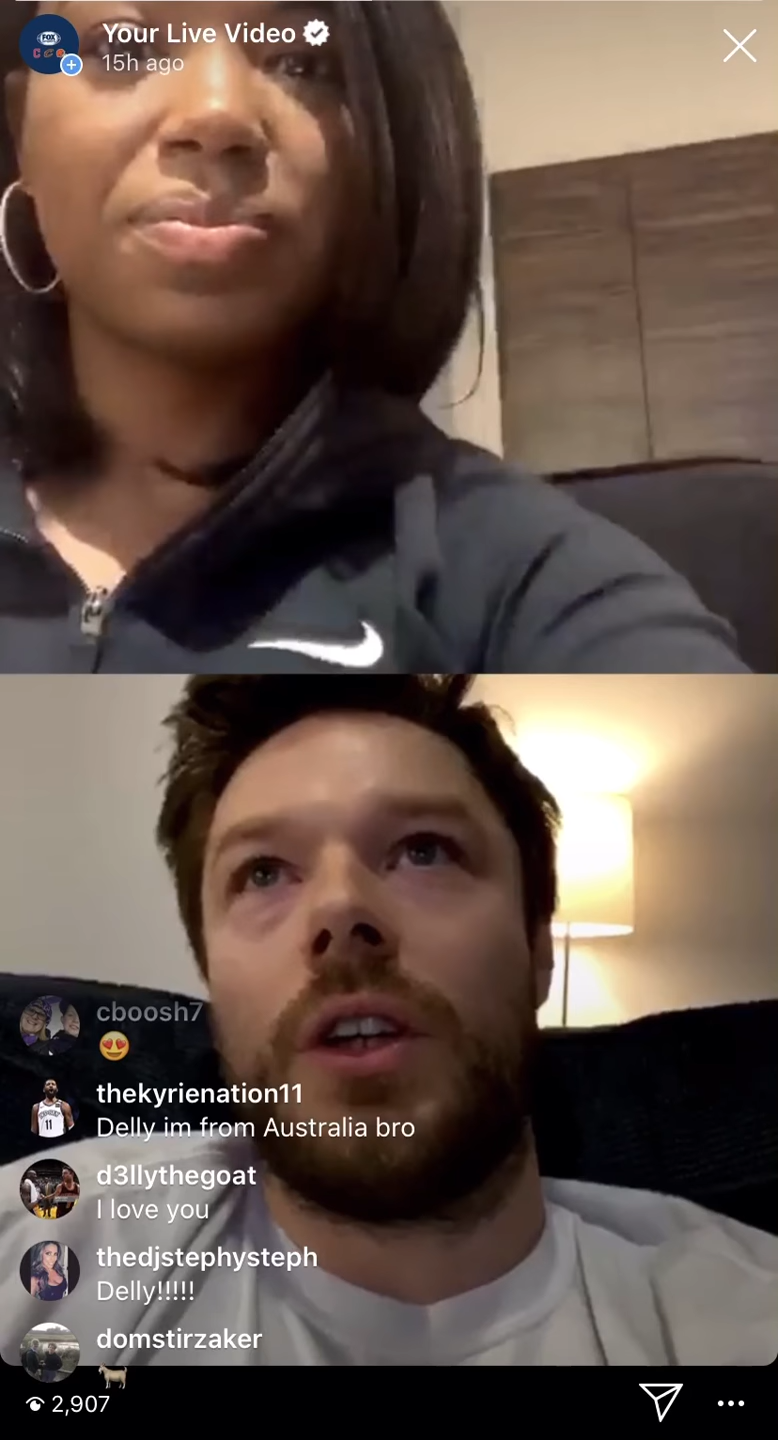 FOX
Your Live Video
15h ago
cboosh7
😍
thekyrienation11
Delly im from Australia bro
d3llythegoat
I love you
thedjstephysteph
Delly!!!!!
domstirzaker
🐐
2,907